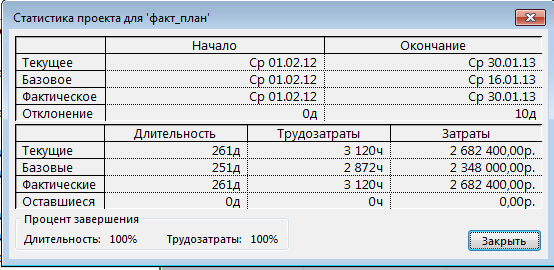 Статистика проекта для 'факт_план'
Начало Окончание
Текущее Ср 01.02.12 Ср 30.01.13
Базовое Ср 01.02.12 Ср 16.01.13
Фактическое Ср 01.02.12 Ср 30.01.13
Отклонение 0д 10д
Длительность Трудозатраты Затраты
Текущие 261д 3 120ч 2 682 400,00р.
Базовые 251д 2 872ч 2 348 000,00р.
Фактические 261д 3 120ч 2 682 400,00р.
Оставшиеся 0д 0ч 0,00р.
Процент завершения
Длительность: 100% Трудозатраты: 100%
Закрыть